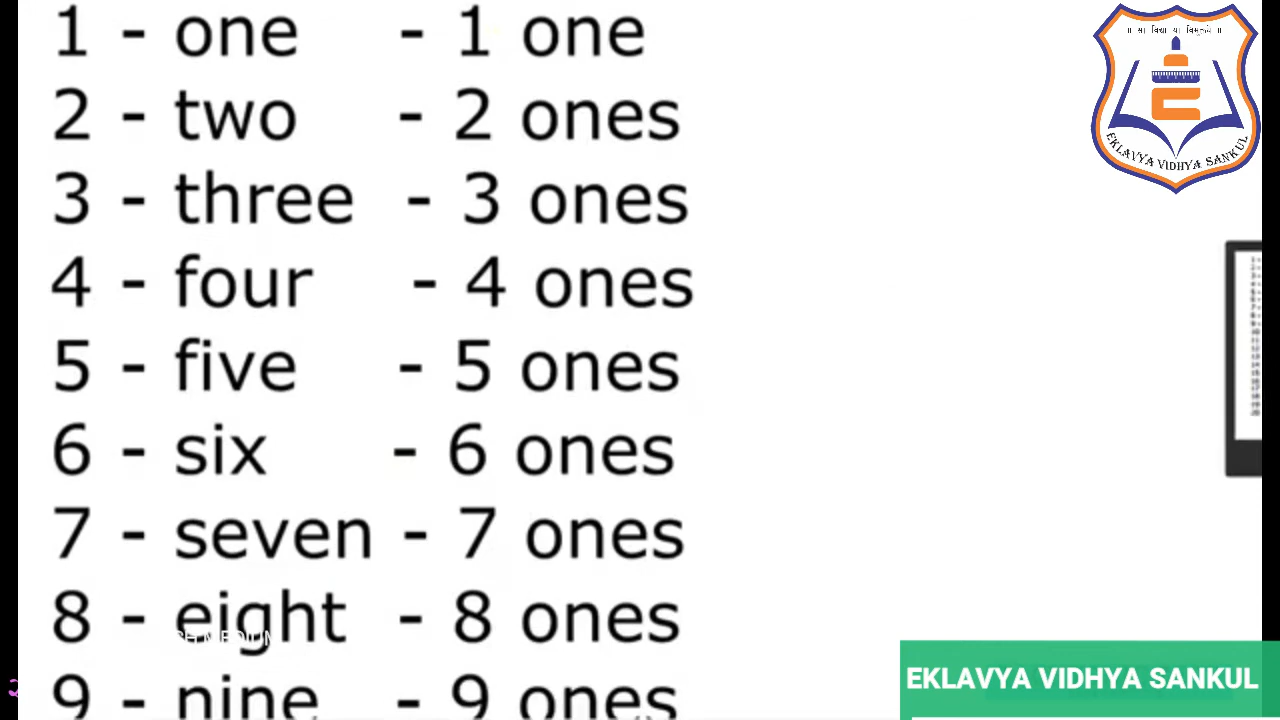 1 - one - 1 one
2 - two - 2 ones
3 - three - 3 ones
4 - four - 4 ones
5 - five - 5 ones
6 - six - 6 ones
7 - seven - 7 ones
8 - eight - 8 ones
9 - nine - 9 ones
EKLAVYA VIDHYA SANKUL
EKLAVYA VIDHYA SANKUL